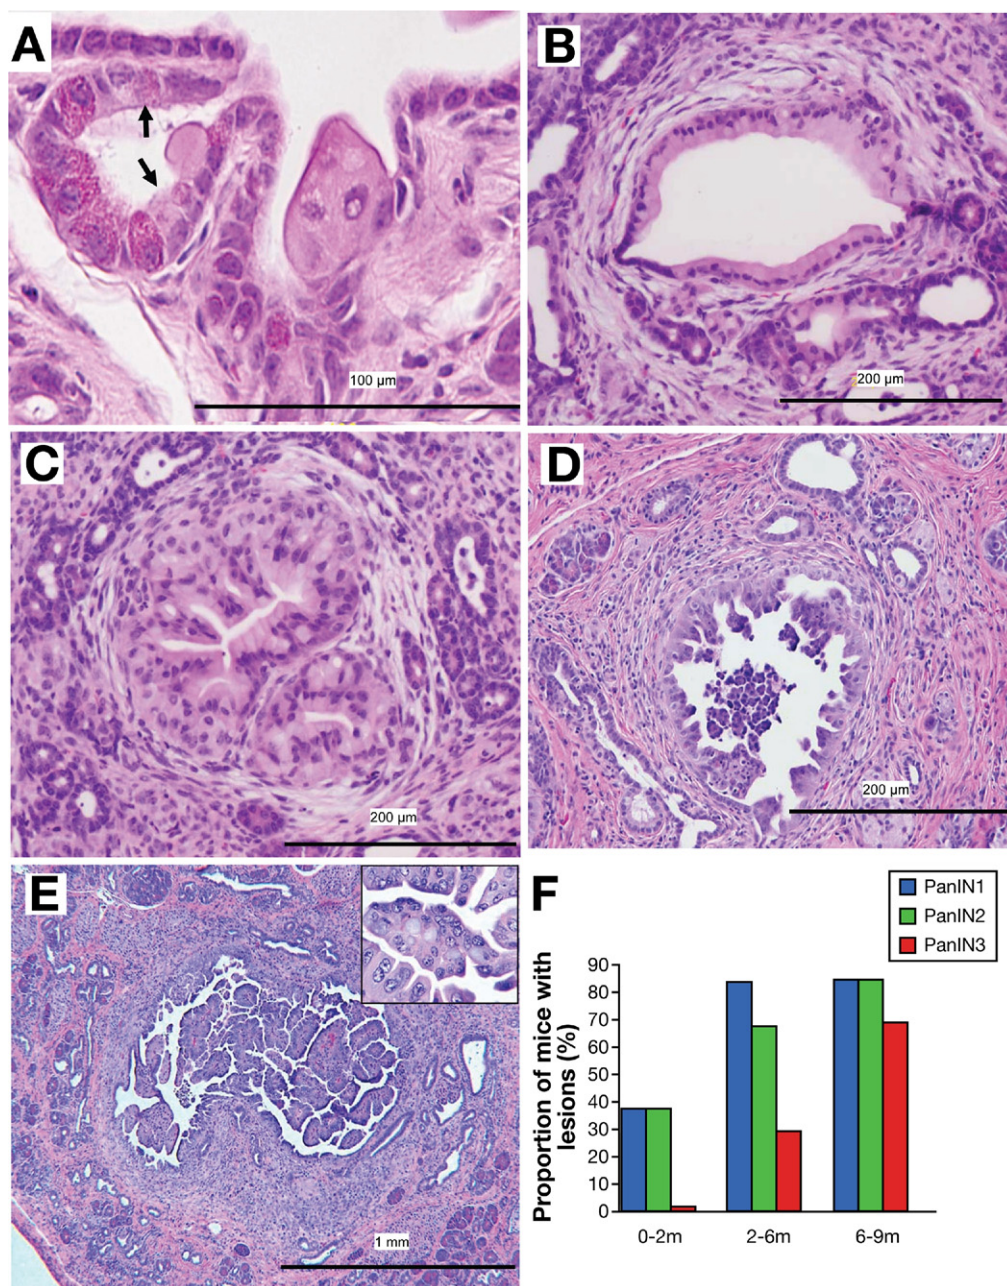 A
100 µm
B
200 µm
C
200 µm
D
200 µm
E
1 mm
F
PanIN1
PanIN2
PanIN3
Proportion of mice with
lesions (%)
90
80
70
60
50
40
30
20
10
0
0-2m
2-6m
6-9m